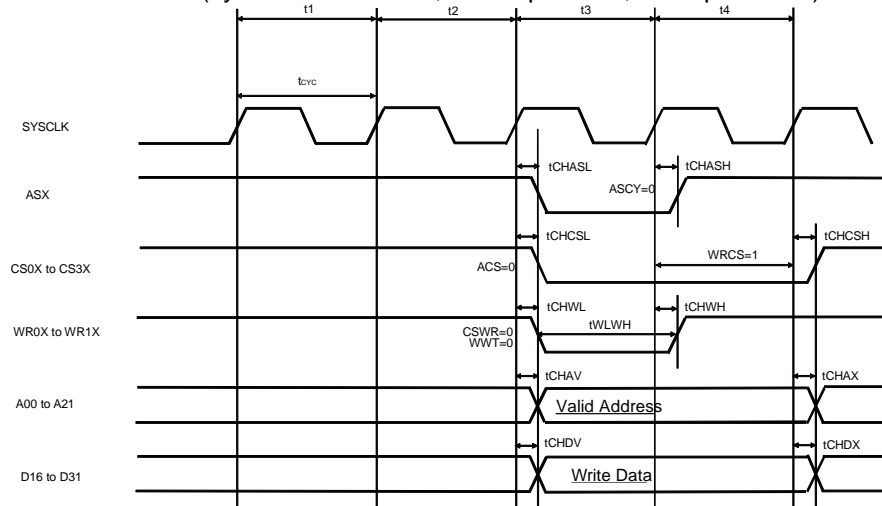 t1 t2 t3 t4
tCYC
SYSCLK
tCHASL tCHASH
ASX ASCY=0
tCHCSL tCHCSH
CS0X to CS3X ACS=0 WRCS=1
tCHWL tCHWH
WR0X to WR1X CSWR=0 tWLWH
WWT=0
tCHAV tCHAX
A00 to A21 Valid Address
tCHDV tCHDX
D16 to D31 Write Data